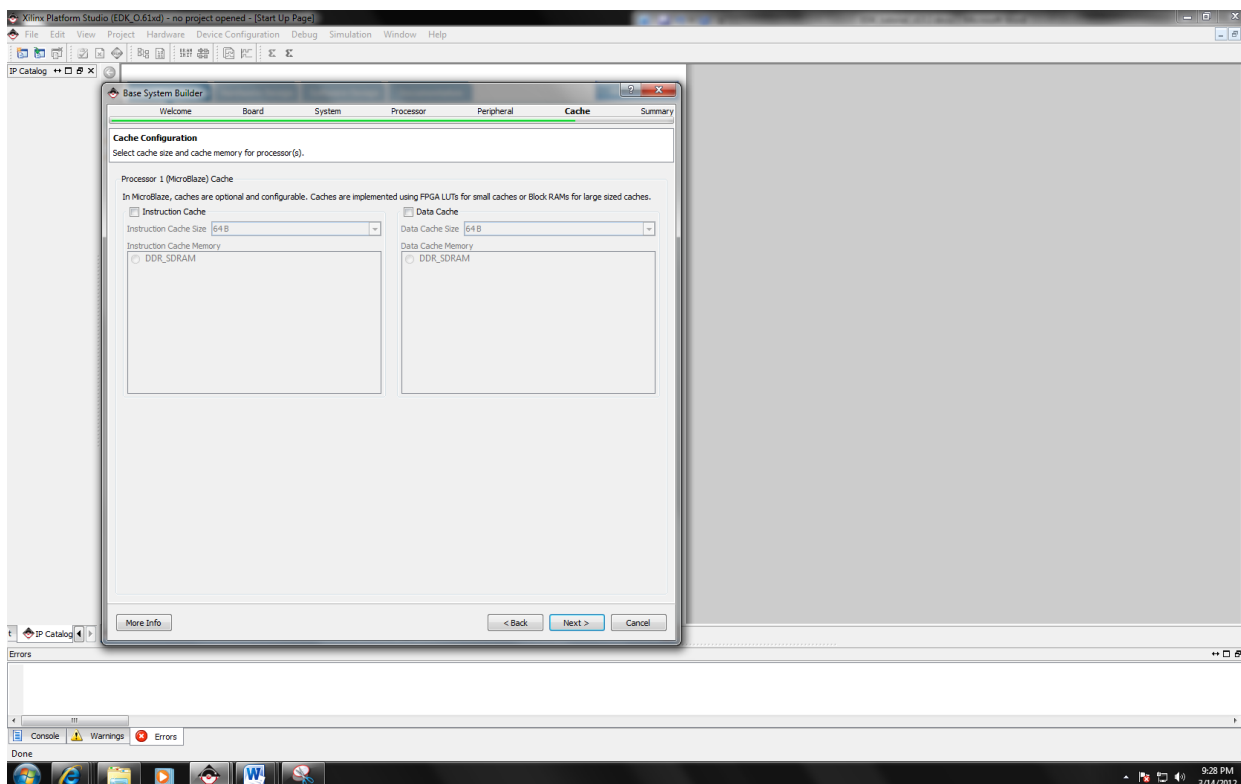 Xilinx Platform Studio (EDK_O.61xd) - no project opened - [Start Up Page]
File Edit View Project Hardware Device Configuration Debug Simulation Window Help
IP Catalog
Base System Builder
Welcome Board System Processor Peripheral Cache Summary
Cache Configuration
Select cache size and cache memory for processor(s).
Processor 1 (MicroBlaze) Cache
In MicroBlaze, caches are optional and configurable. Caches are implemented using FPGA LUTs for small caches or Block RAMs for large sized caches.
Instruction Cache Data Cache
Instruction Cache Size 64 B Data Cache Size 64 B
Instruction Cache Memory Data Cache Memory
DDR_SDRAM DDR_SDRAM
More Info < Back Next > Cancel
t IP Catalog
Errors
Console Warnings Errors
Done
9:28 PM
3/14/2012